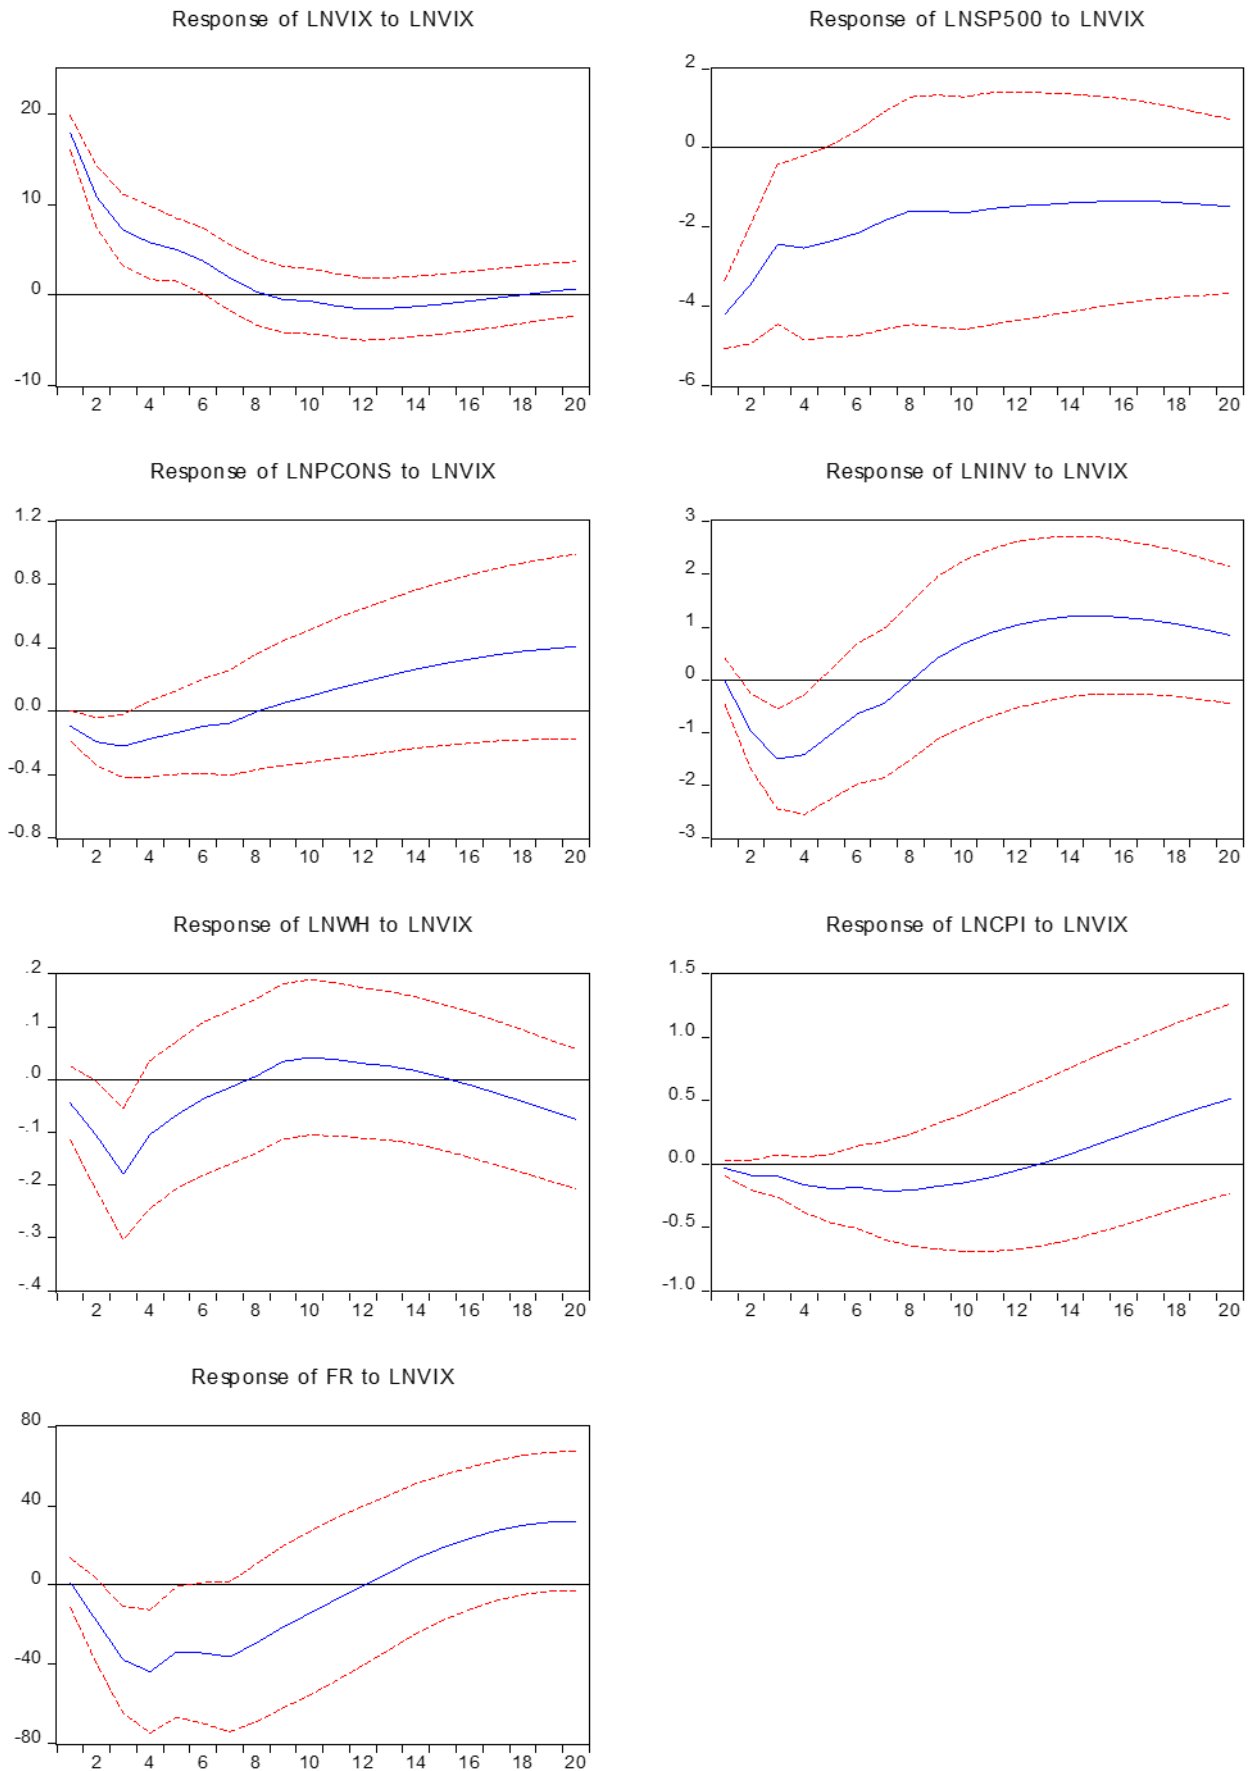 Response of LNVIX to LNVIX
20
10
0
-10
2 4 6 8 10 12 14 16 18 20
Response of LNSP500 to LNVIX
2
0
-2
-4
-6
2 4 6 8 10 12 14 16 18 20
Response of LNPCONS to LNVIX
1.2
0.8
0.4
0.0
-0.4
-0.8
2 4 6 8 10 12 14 16 18 20
Response of LNINV to LNVIX
3
2
1
0
-1
-2
-3
2 4 6 8 10 12 14 16 18 20
Response of LNWH to LNVIX
.2
.1
.0
-.1
-.2
-.3
-.4
2 4 6 8 10 12 14 16 18 20
Response of LNCPI to LNVIX
1.5
1.0
0.5
0.0
-0.5
-1.0
2 4 6 8 10 12 14 16 18 20
Response of FR to LNVIX
80
40
0
-40
-80
2 4 6 8 10 12 14 16 18 20